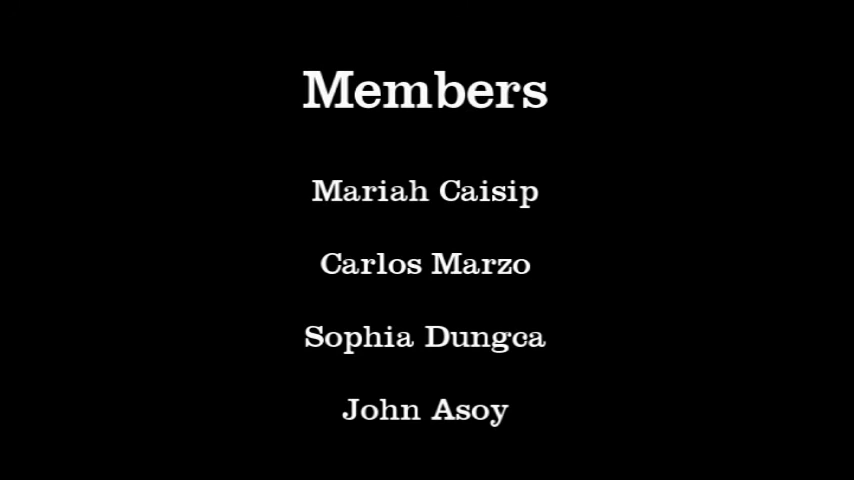 Members
Mariah Caisip
Carlos Marzo
Sophia Dungca
John Asoy